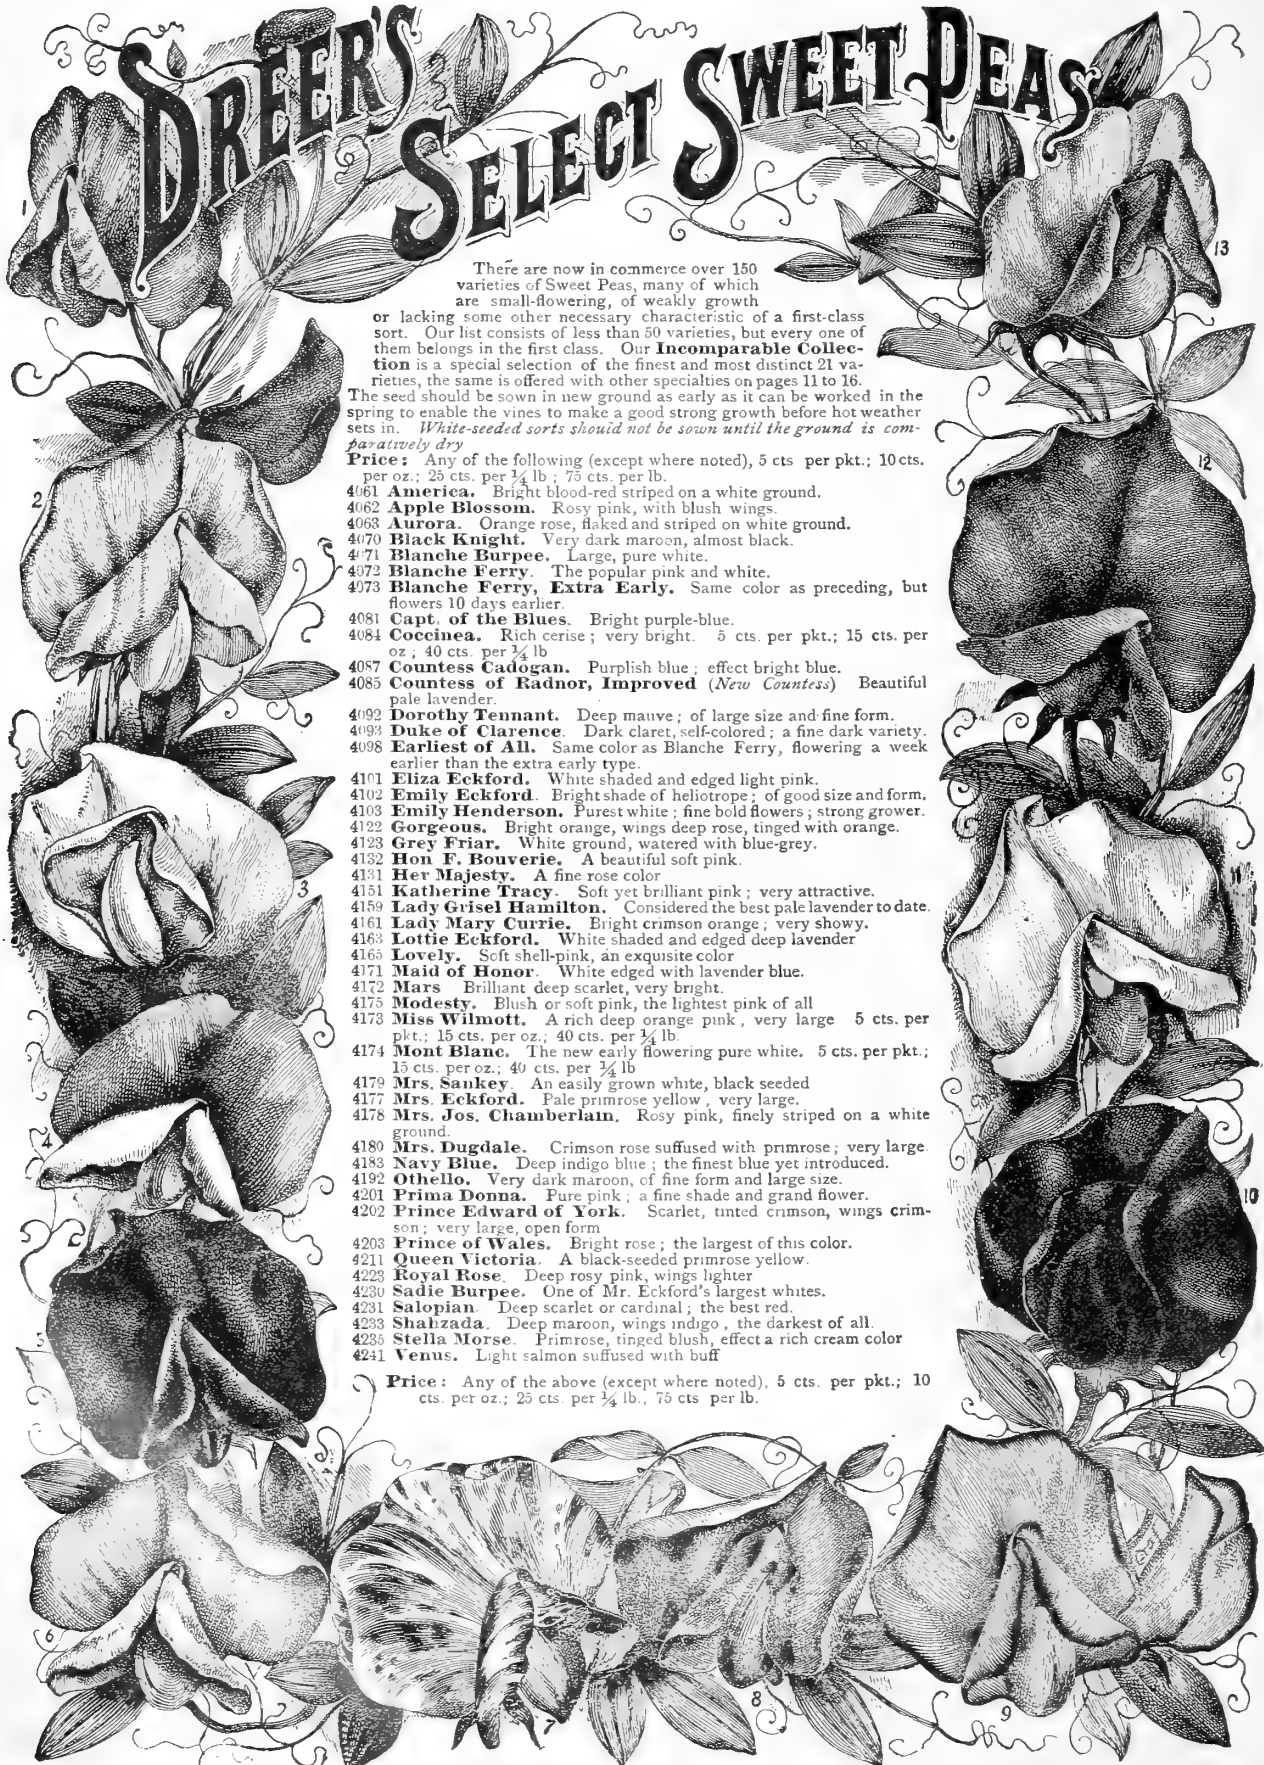 DREER'S
SELECT SWEET PEAS
There are now in commerce over 150
varieties of Sweet Peas, many of which
are small-flowering, of weakly growth
or lacking some other necessary characteristic of a first-class
sort. Our list consists of less than 50 varieties, but every one of
them belongs in the first class. Our Incomparable Collec-
tion is a special selection of the finest and most distinct 21 va-
rieties, the same is offered with other specialties on pages 11 to 16.
The seed should be sown in new ground as early as it can be worked in the
spring to enable the vines to make a good strong growth before hot weather
sets in. White-seeded sorts should not be sown until the ground is com-
paratively dry
Price: Any of the following (except where noted), 5 cts per pkt.; 10 cts.
per oz.; 25 cts. per ¼ lb; 75 cts. per lb.
4061 America. Bright blood-red striped on a white ground.
4062 Apple Blossom. Rosy pink, with blush wings.
4063 Aurora. Orange rose, flaked and striped on white ground.
4070 Black Knight. Very dark maroon, almost black.
4071 Blanche Burpee. Large, pure white.
4072 Blanche Ferry. The popular pink and white.
4073 Blanche Ferry, Extra Early. Same color as preceding, but
flowers 10 days earlier.
4081 Capt. of the Blues. Bright purple-blue.
4084 Coccinea. Rich cerise; very bright. 5 cts. per pkt.; 15 cts. per
oz; 40 cts. per ¼ lb
4087 Countess Cadogan. Purplish blue; effect bright blue.
4085 Countess of Radnor, Improved (New Countess) Beautiful
pale lavender.
4092 Dorothy Tennant. Deep mauve; of large size and fine form.
4093 Duke of Clarence. Dark claret, self-colored; a fine dark variety.
4098 Earliest of All. Same color as Blanche Ferry, flowering a week
earlier than the extra early type.
4101 Eliza Eckford. White shaded and edged light pink.
4102 Emily Eckford. Bright shade of heliotrope; of good size and form.
4103 Emily Henderson. Purest white; fine bold flowers; strong grower.
4122 Gorgeous. Bright orange, wings deep rose, tinged with orange.
4123 Grey Friar. White ground, watered with blue-grey.
4132 Hon F. Bouverie. A beautiful soft pink.
4131 Her Majesty. A fine rose color
4151 Katherine Tracy. Soft yet brilliant pink; very attractive.
4159 Lady Grisel Hamilton. Considered the best pale lavender to date.
4161 Lady Mary Currie. Bright crimson orange; very showy.
4163 Lottie Eckford. White shaded and edged deep lavender
4165 Lovely. Soft shell-pink, an exquisite color
4171 Maid of Honor. White edged with lavender blue.
4172 Mars Brilliant deep scarlet, very bright.
4175 Modesty. Blush or soft pink, the lightest pink of all
4173 Miss Wilmott. A rich deep orange pink, very large 5 cts. per
pkt.; 15 cts. per oz.; 40 cts. per ¼ lb.
4174 Mont Blanc. The new early flowering pure white. 5 cts. per pkt.;
15 cts. per oz.; 40 cts. per ¼ lb
4179 Mrs. Sankey. An easily grown white, black seeded
4177 Mrs. Eckford. Pale primrose yellow, very large.
4178 Mrs. Jos. Chamberlain. Rosy pink, finely striped on a white
ground.
4180 Mrs. Dugdale. Crimson rose suffused with primrose; very large.
4183 Navy Blue. Deep indigo blue; the finest blue yet introduced.
4192 Othello. Very dark maroon, of fine form and large size.
4201 Prima Donna. Pure pink; a fine shade and grand flower.
4202 Prince Edward of York. Scarlet, tinted crimson, wings crim-
son; very large, open form
4203 Prince of Wales. Bright rose; the largest of this color.
4211 Queen Victoria. A black-seeded primrose yellow.
4223 Royal Rose. Deep rosy pink, wings lighter
4230 Sadie Burpee. One of Mr. Eckford's largest whites.
4231 Salopian. Deep scarlet or cardinal; the best red.
4233 Shahzada. Deep maroon, wings indigo, the darkest of all.
4235 Stella Morse. Primrose, tinged blush, effect a rich cream color
4241 Venus. Light salmon suffused with buff
Price: Any of the above (except where noted), 5 cts. per pkt.; 10
cts. per oz.; 25 cts. per ¼ lb., 75 cts per lb.
1
2
3
4
5
6
7
8
9
10
11
12
13